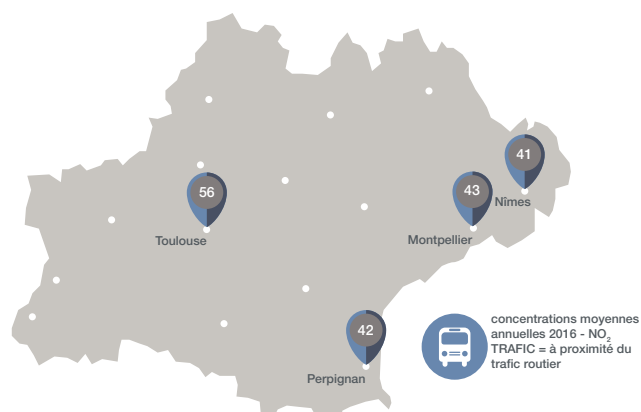 41
56
43
Nîmes
Toulouse
Montpellier
42
Perpignan
concentrations moyennes
annuelles 2016 - NO₂
TRAFIC = à proximité du
trafic routier